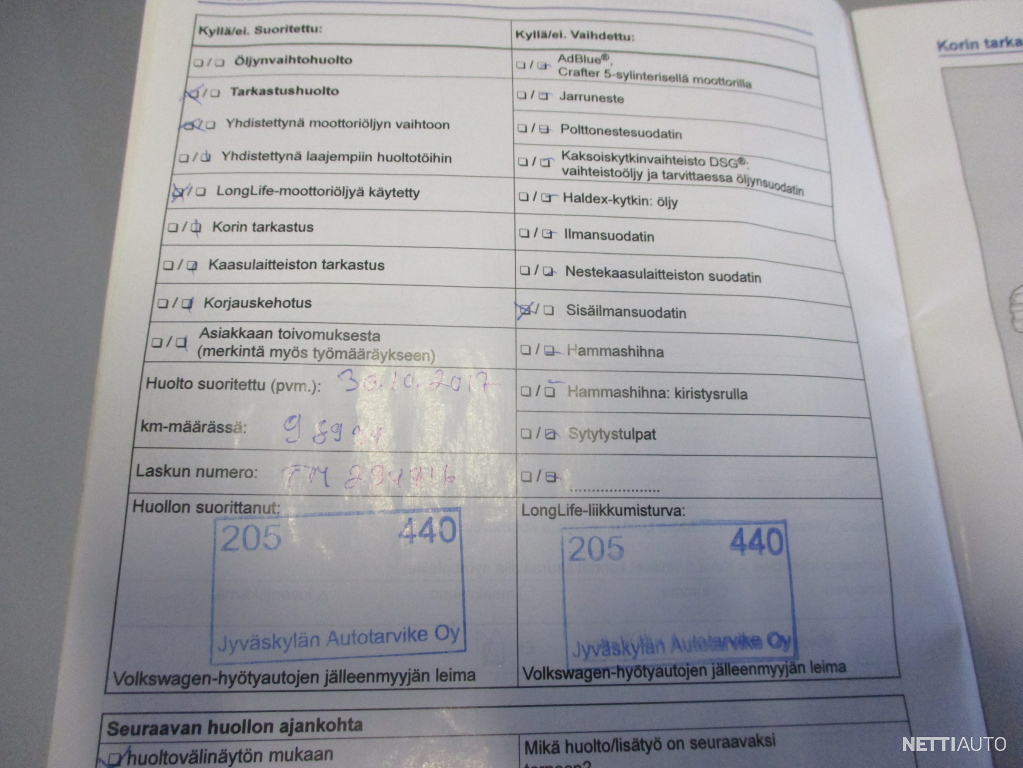 Kyllä/ei. Suoritettu:
Öljynvaihtohuolto
Tarkastushuolto
Yhdistettynä moottoriöljyn vaihtoon
Yhdistettynä laajempiin huoltotöihin
LongLife-moottoriöljyä käytetty
Korin tarkastus
Kaasulaitteiston tarkastus
Korjauskehotus
Asiakkaan toivomuksesta
(merkintä myös työmääräykseen)
Huolto suoritettu (pvm.): 30.10.2017
km-määrässä:
Laskun numero:
Huollon suorittanut:
205 440
Jyväskylän Autotarvike Oy
Volkswagen-hyötyautojen jälleenmyyjän leima
Kyllä/ei. Vaihdettu:
AdBlue®,
Crafter 5-sylinterisellä moottorilla
Jarruneste
Polttonestesuodatin
Kaksoiskytkinvaihteisto DSG®:
vaihteistoöljy ja tarvittaessa öljynsuodatin
Haldex-kytkin: öljy
Ilmansuodatin
Nestekaasulaitteiston suodatin
Sisäilmansuodatin
Hammashihna
Hammashihna: kiristysrulla
Sytytystulpat
LongLife-liikkumisturva:
205 440
Jyväskylän Autotarvike Oy
Volkswagen-hyötyautojen jälleenmyyjän leima
Seuraavan huollon ajankohta
huoltovälinäytön mukaan
Mikä huolto/lisätyö on seuraavaksi
Korin tarka
NETTIAUTO